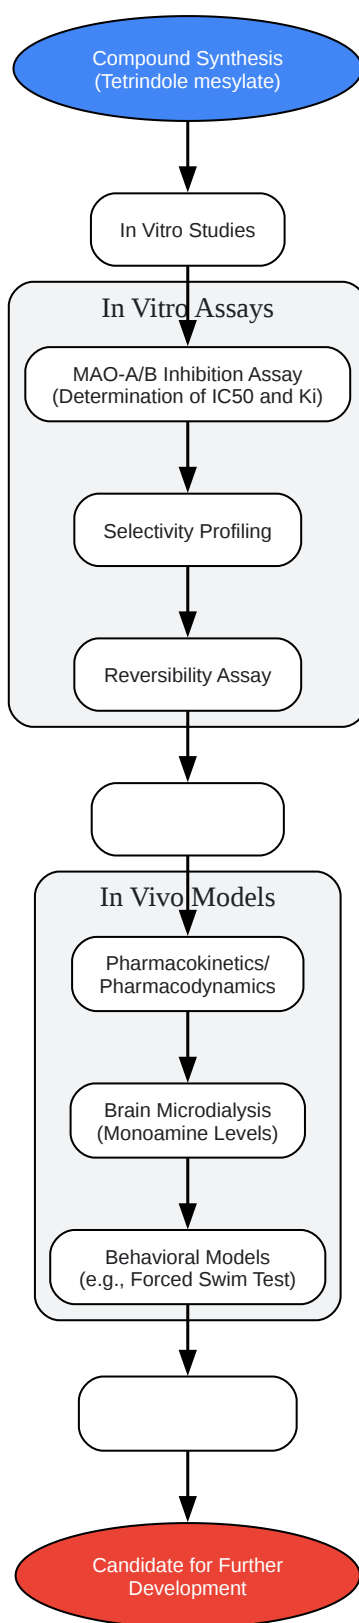 Compound Synthesis
(Tetrindole mesylate)
In Vitro Studies
In Vitro Assays
MAO-A/B Inhibition Assay
(Determination of IC50 and Ki)
Selectivity Profiling
Reversibility Assay
In Vivo Models
Pharmacokinetics/
Pharmacodynamics
Brain Microdialysis
(Monoamine Levels)
Behavioral Models
(e.g., Forced Swim Test)
Candidate for Further
Development